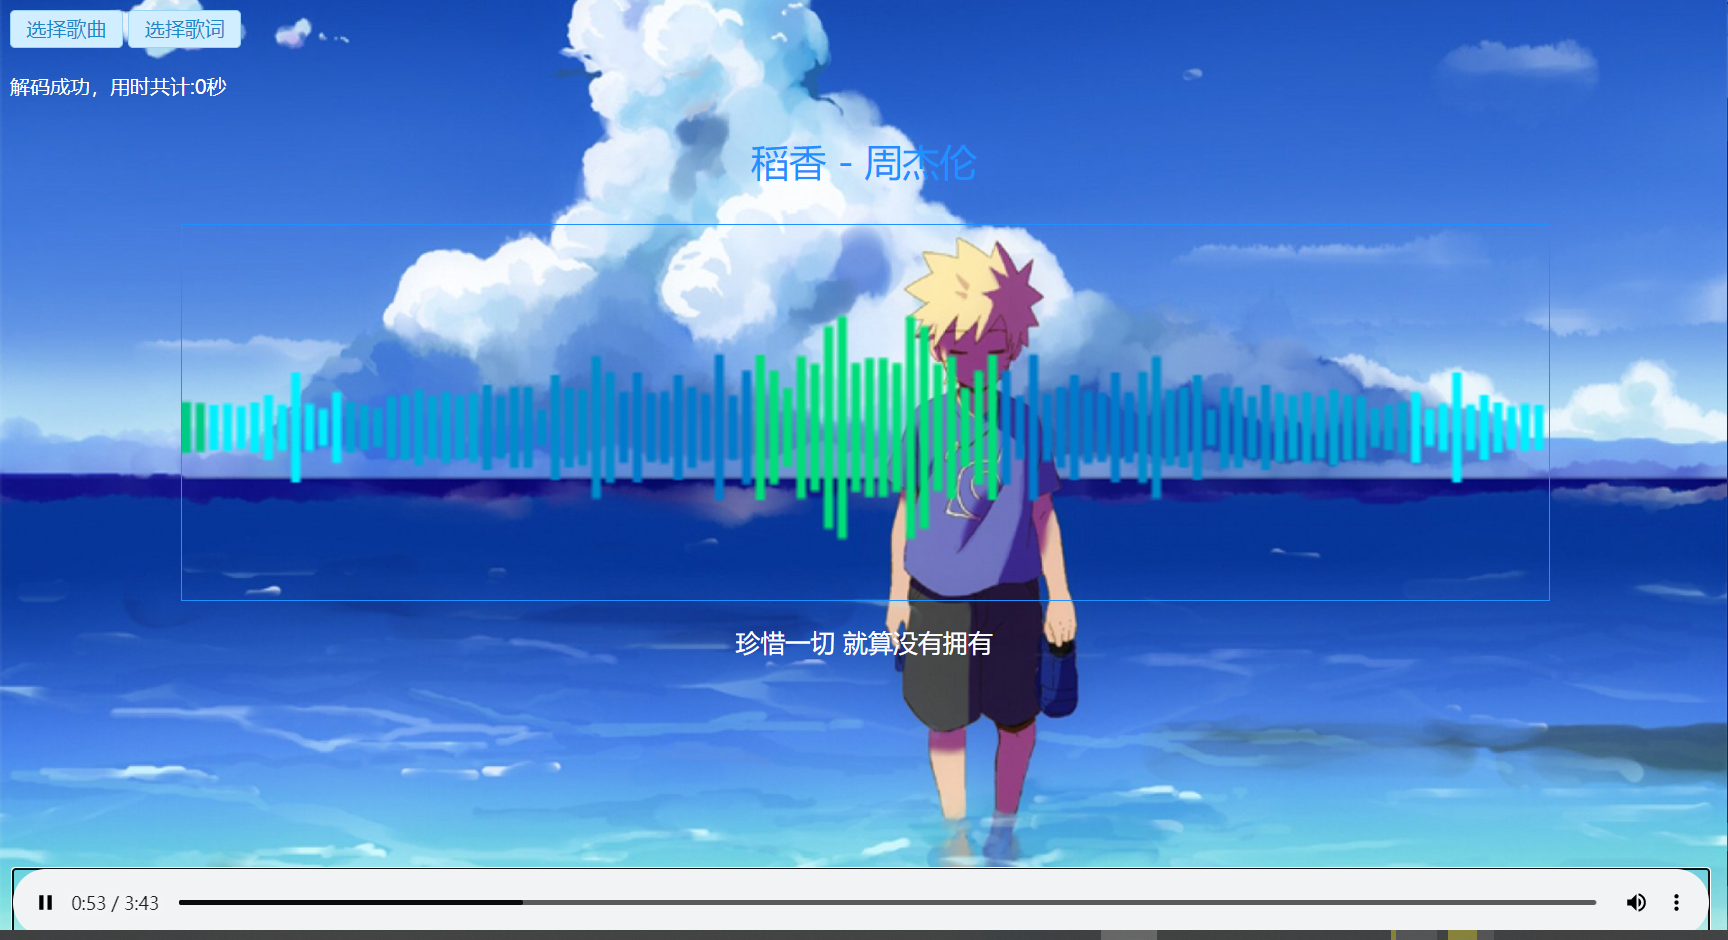 选择歌曲 选择歌词
解码成功，用时共计:0秒
稻香 - 周杰伦
珍惜一切 就算没有拥有
0:53 / 3:43